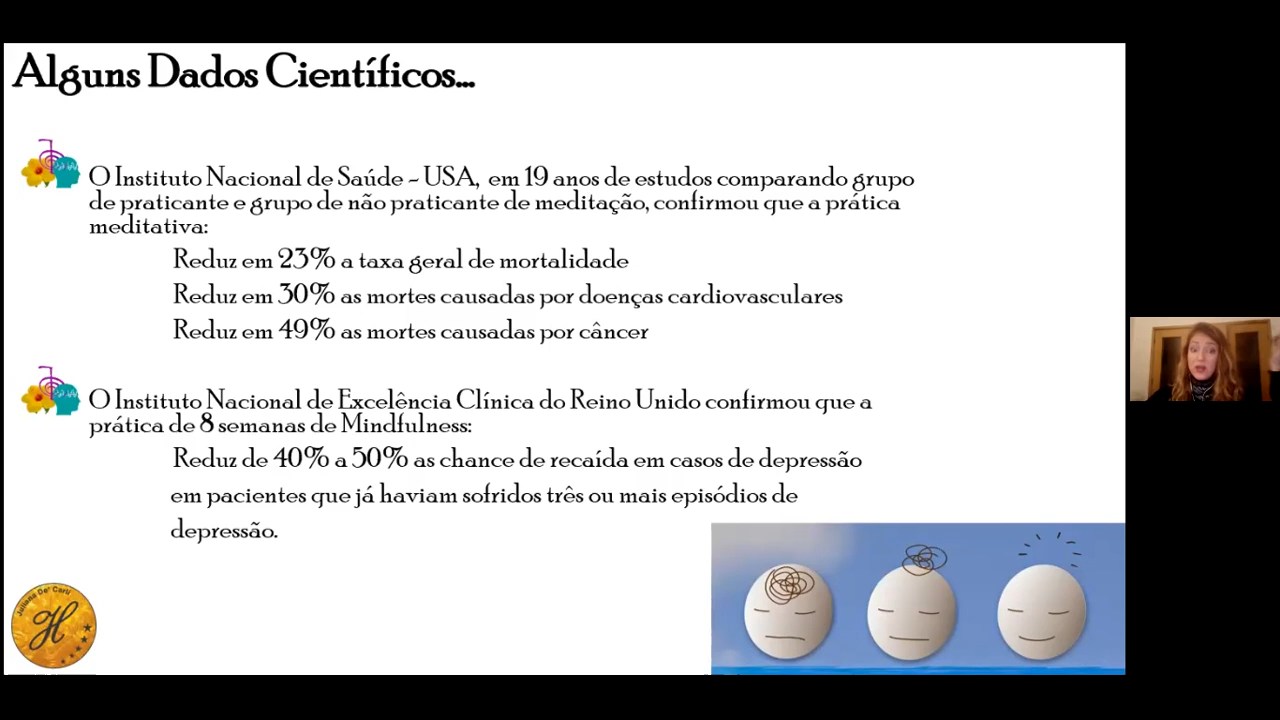 Alguns Dados Científicos...
O Instituto Nacional de Saúde - USA, em 19 anos de estudos comparando grupo
de praticante e grupo de não praticante de meditação, confirmou que a prática
meditativa:
Reduz em 23% a taxa geral de mortalidade
Reduz em 30% as mortes causadas por doenças cardiovasculares
Reduz em 49% as mortes causadas por câncer
O Instituto Nacional de Excelência Clínica do Reino Unido confirmou que a
prática de 8 semanas de Mindfulness:
Reduz de 40% a 50% as chance de recaída em casos de depressão
em pacientes que já haviam sofridos três ou mais episódios de
depressão.
Juliana De' Carli
H